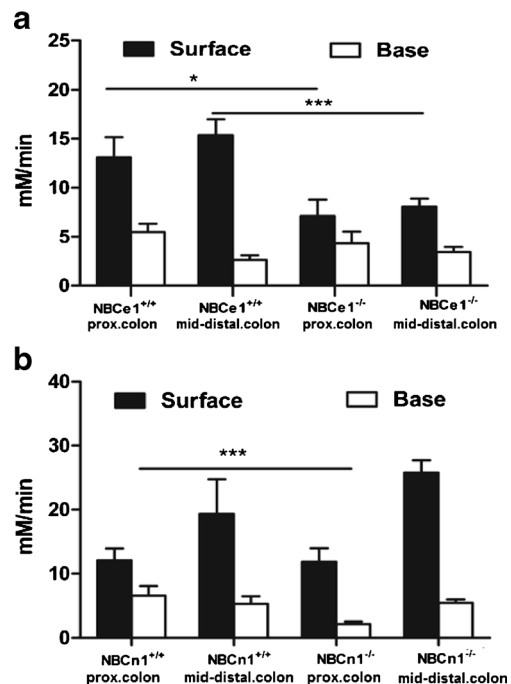 a
Surface Base
25
20
15
10
5
0
mM/min
*
***
NBCe1+/+ NBCe1+/+ NBCe1-/- NBCe1-/-
prox.colon mid-distal.colon prox.colon mid-distal.colon
b
Surface Base
40
30
20
10
0
mM/min
***
NBCn1+/+ NBCn1+/+ NBCn1-/- NBCn1-/-
prox.colon mid-distal.colon prox.colon mid-distal.colon